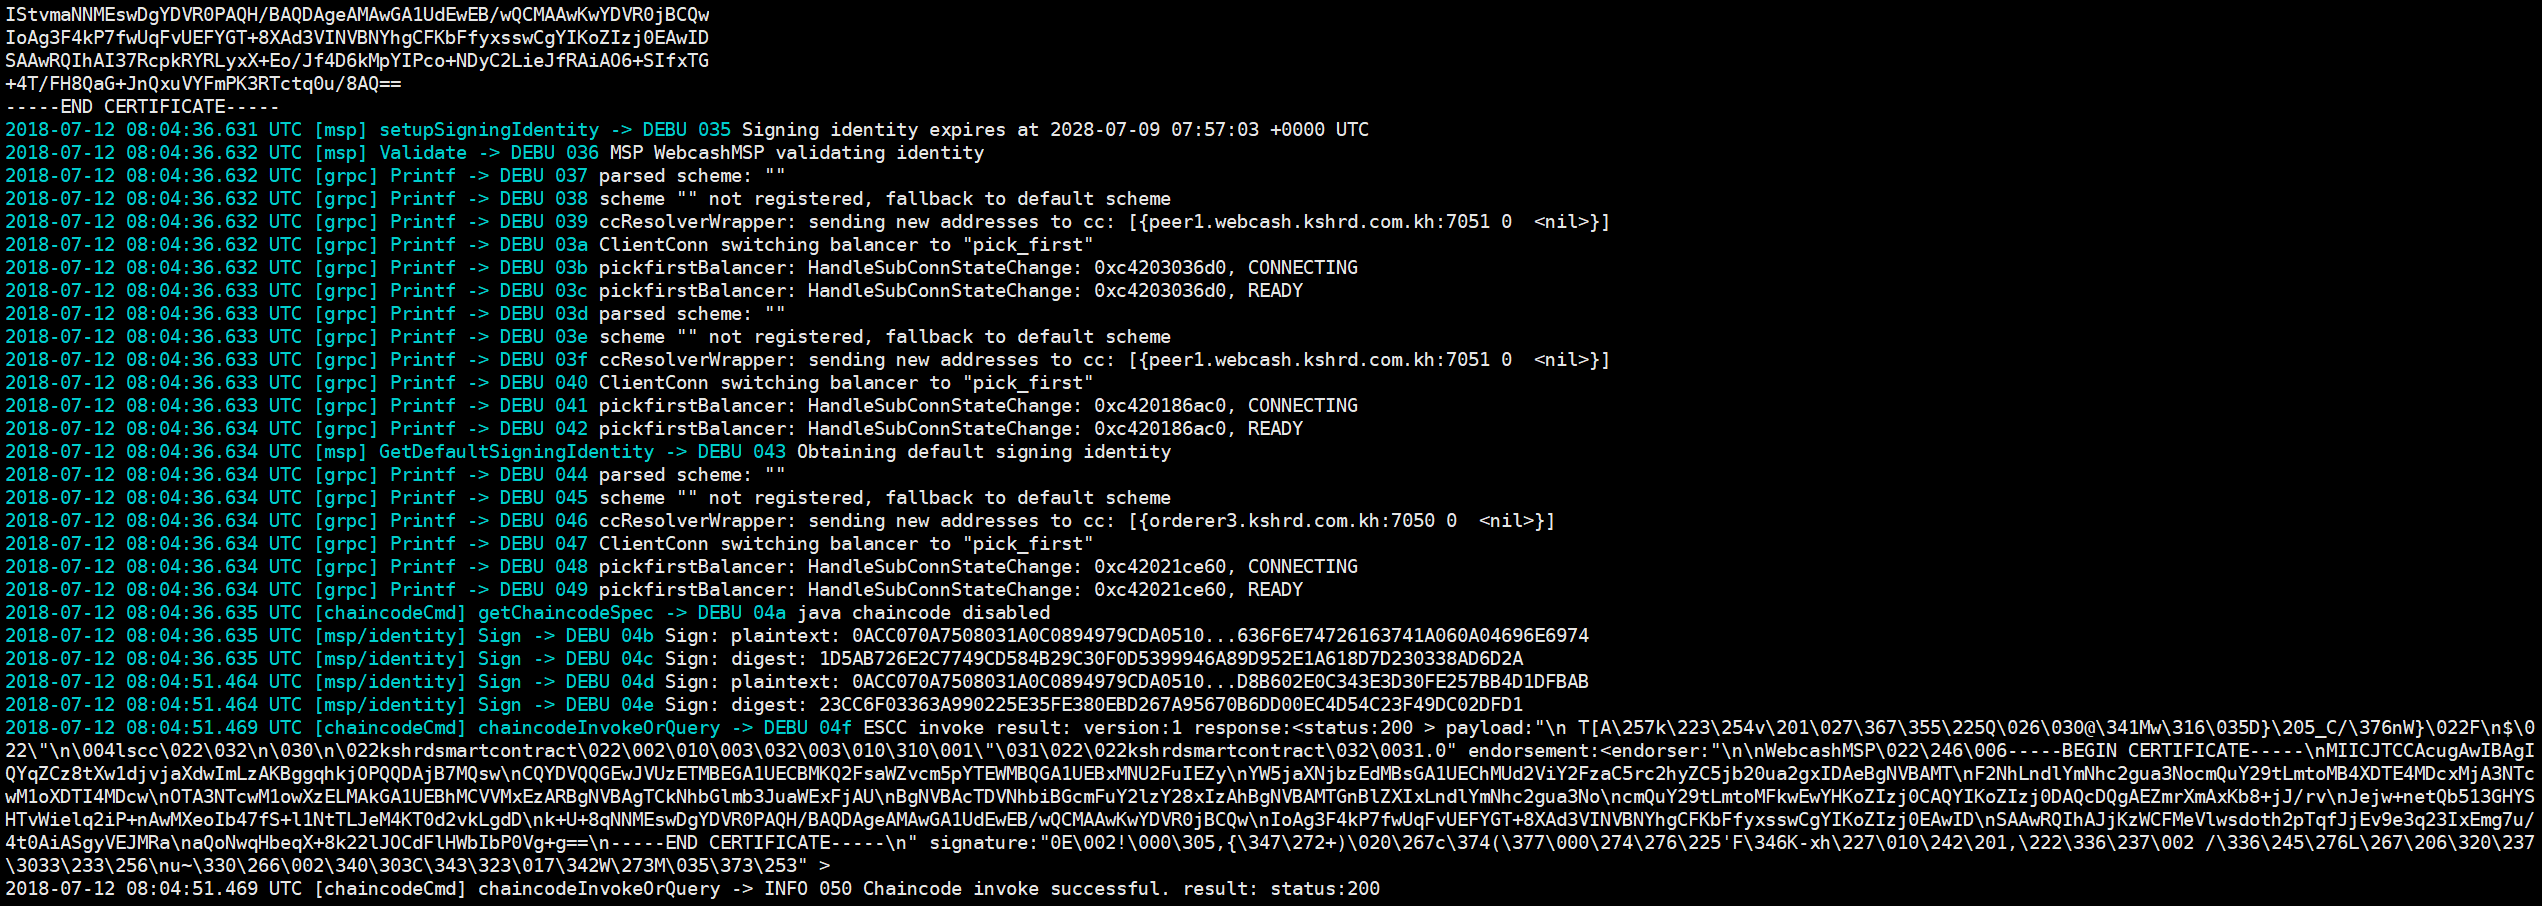 IStvmaNNMEswDgYDVR0PAQH/BAQDAgeAMAwGA1UdEwEB/wQCMAAwKwYDVR0jBCQw
IoAg3F4kP7fwUqFvUEFYGT+8XAd3VINVBNYhgCFKbFfyxsswCgYIKoZIzj0EAwID
SAAwRQIhAI37RcpkRYRLyxX+Eo/Jf4D6kMpYIPco+NDyC2LieJfRAiAO6+SIfxTG
+4T/FH8QaG+JnQxuVYFmPK3RTctq0u/8AQ==
-----END CERTIFICATE-----
2018-07-12 08:04:36.631 UTC [msp] setupSigningIdentity -> DEBU 035 Signing identity expires at 2028-07-09 07:57:03 +0000 UTC
2018-07-12 08:04:36.632 UTC [msp] Validate -> DEBU 036 MSP WebcashMSP validating identity
2018-07-12 08:04:36.632 UTC [grpc] Printf -> DEBU 037 parsed scheme: ""
2018-07-12 08:04:36.632 UTC [grpc] Printf -> DEBU 038 scheme "" not registered, fallback to default scheme
2018-07-12 08:04:36.632 UTC [grpc] Printf -> DEBU 039 ccResolverWrapper: sending new addresses to cc: [{peer1.webcash.kshrd.com.kh:7051 0  <nil>}]
2018-07-12 08:04:36.632 UTC [grpc] Printf -> DEBU 03a ClientConn switching balancer to "pick_first"
2018-07-12 08:04:36.632 UTC [grpc] Printf -> DEBU 03b pickfirstBalancer: HandleSubConnStateChange: 0xc4203036d0, CONNECTING
2018-07-12 08:04:36.633 UTC [grpc] Printf -> DEBU 03c pickfirstBalancer: HandleSubConnStateChange: 0xc4203036d0, READY
2018-07-12 08:04:36.633 UTC [grpc] Printf -> DEBU 03d parsed scheme: ""
2018-07-12 08:04:36.633 UTC [grpc] Printf -> DEBU 03e scheme "" not registered, fallback to default scheme
2018-07-12 08:04:36.633 UTC [grpc] Printf -> DEBU 03f ccResolverWrapper: sending new addresses to cc: [{peer1.webcash.kshrd.com.kh:7051 0  <nil>}]
2018-07-12 08:04:36.633 UTC [grpc] Printf -> DEBU 040 ClientConn switching balancer to "pick_first"
2018-07-12 08:04:36.633 UTC [grpc] Printf -> DEBU 041 pickfirstBalancer: HandleSubConnStateChange: 0xc420186ac0, CONNECTING
2018-07-12 08:04:36.634 UTC [grpc] Printf -> DEBU 042 pickfirstBalancer: HandleSubConnStateChange: 0xc420186ac0, READY
2018-07-12 08:04:36.634 UTC [msp] GetDefaultSigningIdentity -> DEBU 043 Obtaining default signing identity
2018-07-12 08:04:36.634 UTC [grpc] Printf -> DEBU 044 parsed scheme: ""
2018-07-12 08:04:36.634 UTC [grpc] Printf -> DEBU 045 scheme "" not registered, fallback to default scheme
2018-07-12 08:04:36.634 UTC [grpc] Printf -> DEBU 046 ccResolverWrapper: sending new addresses to cc: [{orderer3.kshrd.com.kh:7050 0  <nil>}]
2018-07-12 08:04:36.634 UTC [grpc] Printf -> DEBU 047 ClientConn switching balancer to "pick_first"
2018-07-12 08:04:36.634 UTC [grpc] Printf -> DEBU 048 pickfirstBalancer: HandleSubConnStateChange: 0xc42021ce60, CONNECTING
2018-07-12 08:04:36.634 UTC [grpc] Printf -> DEBU 049 pickfirstBalancer: HandleSubConnStateChange: 0xc42021ce60, READY
2018-07-12 08:04:36.635 UTC [chaincodeCmd] getChaincodeSpec -> DEBU 04a java chaincode disabled
2018-07-12 08:04:36.635 UTC [msp/identity] Sign -> DEBU 04b Sign: plaintext: 0ACC070A7508031A0C0894979CDA0510...636F6E74726163741A060A04696E6974
2018-07-12 08:04:36.635 UTC [msp/identity] Sign -> DEBU 04c Sign: digest: 1D5AB726E2C7749CD584B29C30F0D5399946A89D952E1A618D7D230338AD6D2A
2018-07-12 08:04:51.464 UTC [msp/identity] Sign -> DEBU 04d Sign: plaintext: 0ACC070A7508031A0C0894979CDA0510...D8B602E0C343E3D30FE257BB4D1DFBAB
2018-07-12 08:04:51.464 UTC [msp/identity] Sign -> DEBU 04e Sign: digest: 23CC6F03363A990225E35FE380EBD267A95670B6DD00EC4D54C23F49DC02DFD1
2018-07-12 08:04:51.469 UTC [chaincodeCmd] chaincodeInvokeOrQuery -> DEBU 04f ESCC invoke result: version:1 response:<status:200 > payload:"\n T[A\257k\223\254v\201\027\367\355\225Q\026\030@\341Mw\316\035D}\205_C/\376nW}\022F\n$\0
22\"\n\004lscc\022\032\n\030\n\022kshrdsmartcontract\022\002\010\003\032\003\010\310\001\"\031\022\022kshrdsmartcontract\032\0031.0" endorsement:<endorser:"\n\nWebcashMSP\022\246\006-----BEGIN CERTIFICATE-----\nMIICJTCCAcugAwIBAgI
QYqZCz8tXw1djvjaXdwImLzAKBggqhkjOPQQDAjB7MQsw\nCQYDVQQGEwJVUzETMBEGA1UECBMKQ2FsaWZvcm5pYTEWMBQGA1UEBxMNU2FuIEZy\nYW5jaXNjbzEdMBsGA1UEChMUd2ViY2FzaC5rc2hyZC5jb20ua2gxIDAeBgNVBAMT\nF2NhLndlYmNhc2gua3NocmQuY29tLmtoMB4XDTE4MDcxMjA3NTc
wM1oXDTI4MDcw\nOTA3NTcwM1owXzELMAkGA1UEBhMCVVMxEzARBgNVBAgTCkNhbGlmb3JuaWExFjAU\nBgNVBAcTDVNhbiBGcmFuY2lzY28xIzAhBgNVBAMTGnBlZXIxLndlYmNhc2gua3No\ncmQuY29tLmtoMFkwEwYHKoZIzj0CAQYIKoZIzj0DAQcDQgAEZmrXmAxKb8+jJ/rv\nJejw+netQb513GHYS
HTvWielq2iP+nAwMXeoIb47fS+l1NtTLJeM4KT0d2vkLgdD\nk+U+8qNNMEswDgYDVR0PAQH/BAQDAgeAMAwGA1UdEwEB/wQCMAAwKwYDVR0jBCQw\nIoAg3F4kP7fwUqFvUEFYGT+8XAd3VINVBNYhgCFKbFfyxsswCgYIKoZIzj0EAwID\nSAAwRQIhAJjKzWCFMeVlwsdoth2pTqfJjEv9e3q23IxEmg7u/
4t0AiASgyVEJMRa\naQoNwqHbeqX+8k22lJOCdFlHWbIbP0Vg+g==\n-----END CERTIFICATE-----\n" signature:"0E\002!\000\305,{\347\272+)\020\267c\374(\377\000\274\276\225'F\346K-xh\227\010\242\201,\222\336\237\002 /\336\245\276L\267\206\320\237
\3033\233\256\nu~\330\266\002\340\303C\343\323\017\342W\273M\035\373\253" >
2018-07-12 08:04:51.469 UTC [chaincodeCmd] chaincodeInvokeOrQuery -> INFO 050 Chaincode invoke successful. result: status:200